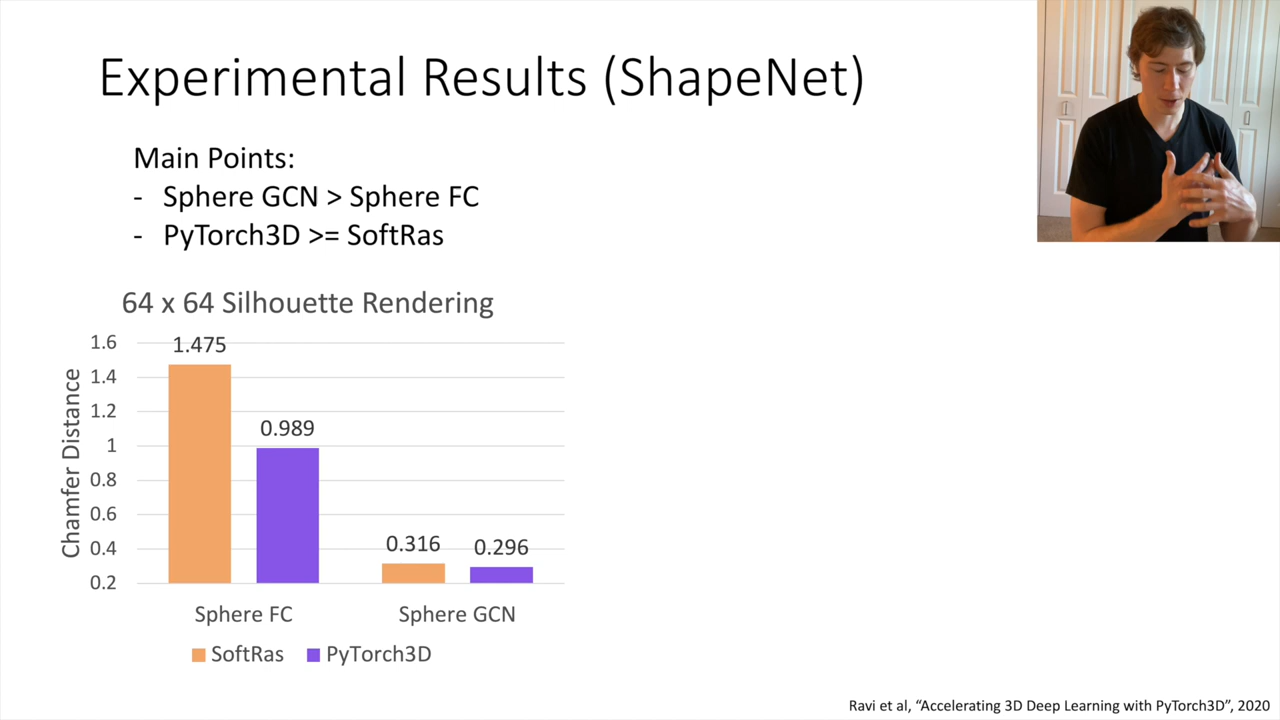 Experimental Results (ShapeNet)
Main Points:
- Sphere GCN > Sphere FC
- PyTorch3D >= SoftRas
64 x 64 Silhouette Rendering
Chamfer Distance
1.6
1.4
1.2
1
0.8
0.6
0.4
0.2
1.475
0.989
0.316
0.296
Sphere FC
Sphere GCN
SoftRas
PyTorch3D
Ravi et al, “Accelerating 3D Deep Learning with PyTorch3D”, 2020